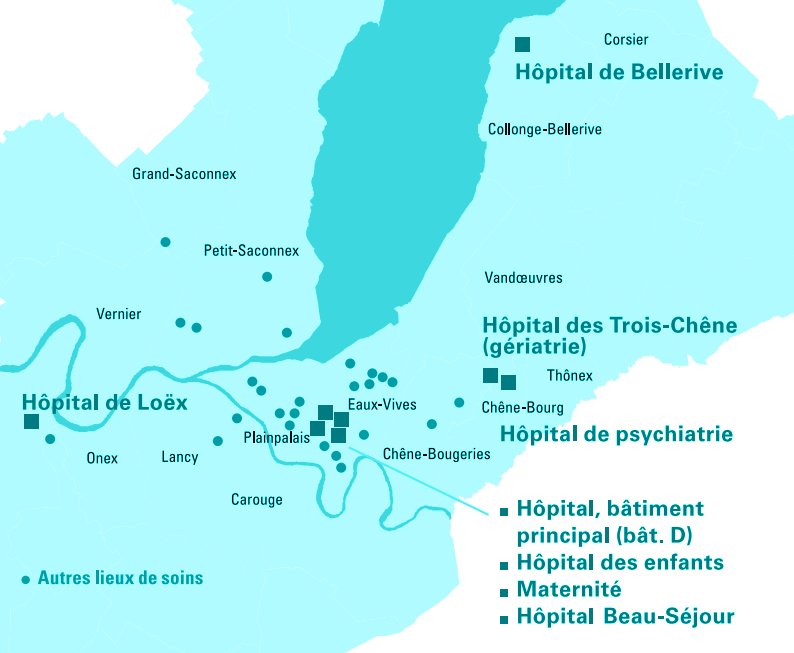 Corsier
Hôpital de Bellerive
Collonge-Bellerive
Grand-Saconnex
Petit-Saconnex
Vandœuvres
Vernier
Hôpital des Trois-Chêne
(gériatrie)
Thônex
Hôpital de Loëx
Eaux-Vives
Chêne-Bourg
Plainpalais
Hôpital de psychiatrie
Onex
Lancy
Chêne-Bougeries
Carouge
Hôpital, bâtiment
principal (bât. D)
Hôpital des enfants
Maternité
Hôpital Beau-Séjour
Autres lieux de soins